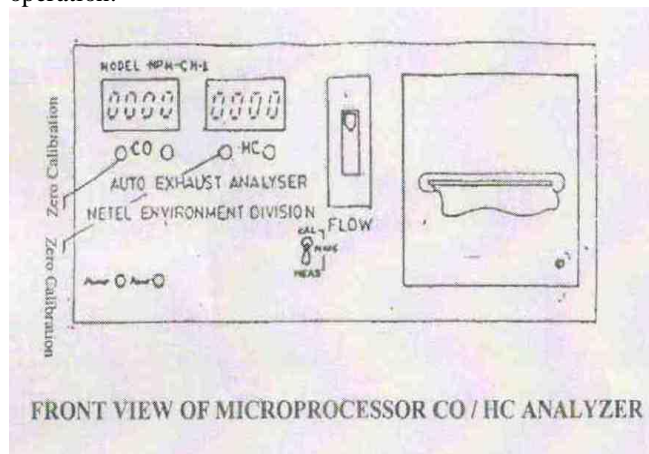 operation.
MODEL NPM-CH-1
0000 0000
CO HC
AUTO EXHAUST ANALYSER
NETEL ENVIRONMENT DIVISION
FLOW
CAL
MODE
MEAS
Zero Calibration
Zero Calibration
FRONT VIEW OF MICROPROCESSOR CO / HC ANALYZER